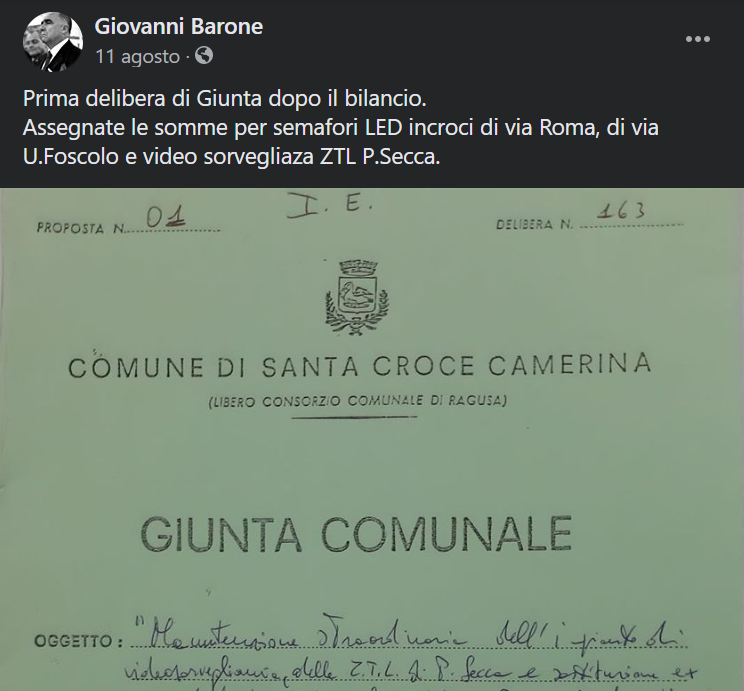 Giovanni Barone
11 agosto ·
Prima delibera di Giunta dopo il bilancio.
Assegnate le somme per semafori LED incroci di via Roma, di via
U.Foscolo e video sorvegliaza ZTL P.Secca.
I. E.
PROPOSTA N. 01 DELIBERA N. 163
COMUNE DI SANTA CROCE CAMERINA
(LIBERO CONSORZIO COMUNALE DI RAGUSA)
GIUNTA COMUNALE
OGGETTO: "Manutenzione straordinaria dell'impianto di
videosorveglianza delle Z.T.L. di P. Secca e sostituzione ex